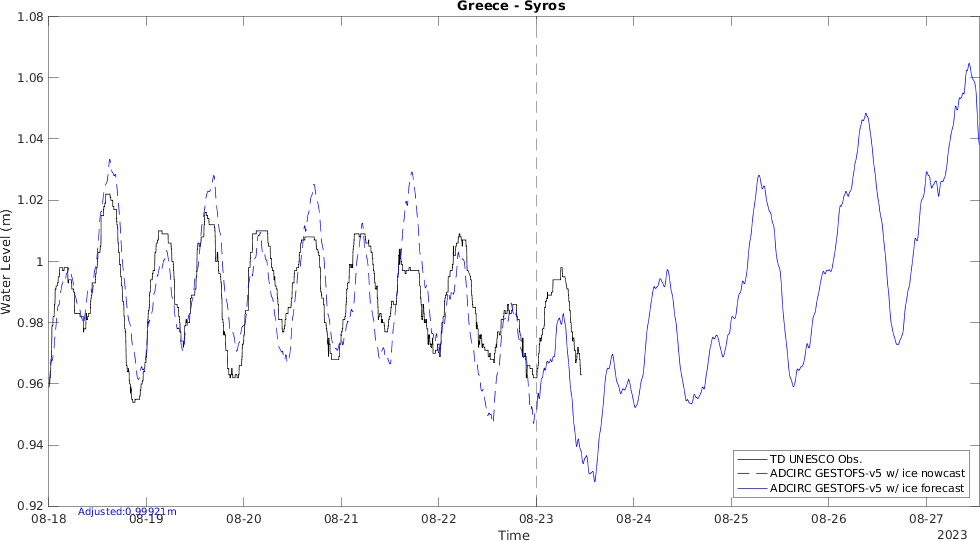 Greece - Syros
1.08
1.06
1.04
1.02
1
0.98
0.96
0.94
0.92
Water Level (m)
TD UNESCO Obs.
ADCIRC GESTOFS-v5 w/ ice nowcast
ADCIRC GESTOFS-v5 w/ ice forecast
Adjusted:0.99921m
08-18 08-19 08-20 08-21 08-22 08-23 08-24 08-25 08-26 08-27
Time
2023